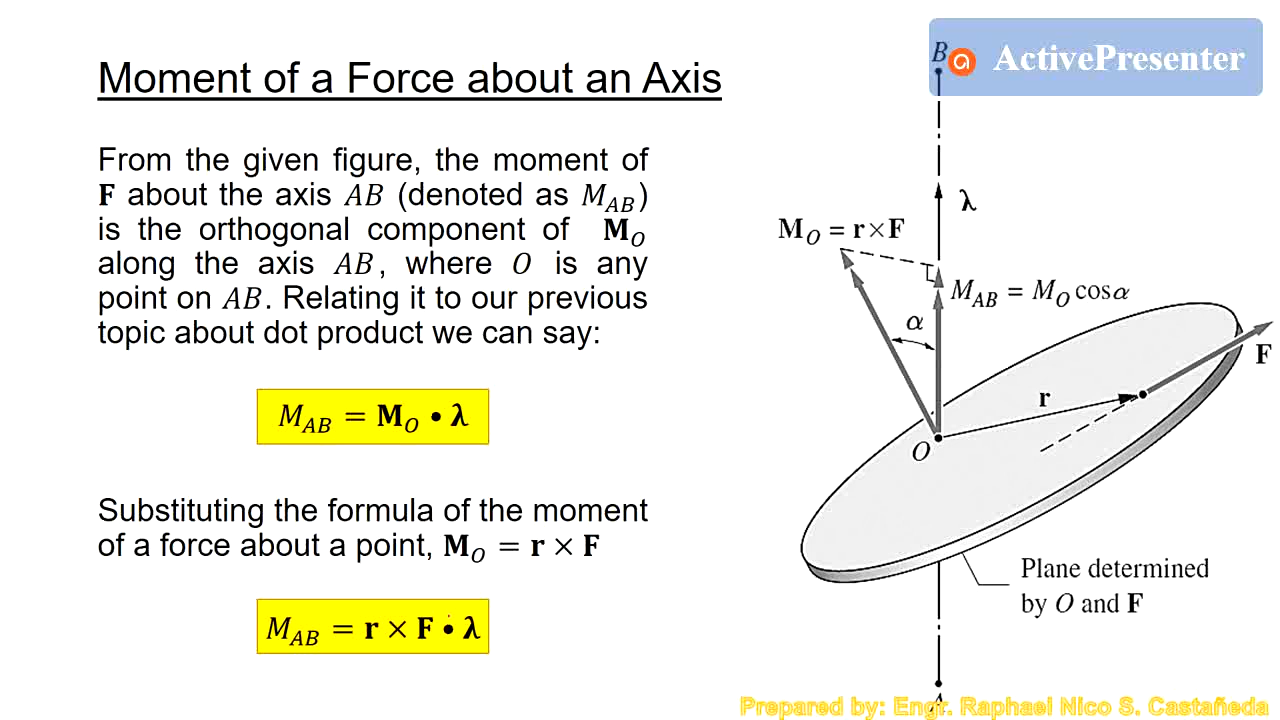 Moment of a Force about an Axis
From the given figure, the moment of
𝐅 about the axis 𝐴𝐵 (denoted as 𝑀_𝐴𝐵)
is the orthogonal component of 𝐌_𝑂
along the axis 𝐴𝐵, where 𝑂 is any
point on 𝐴𝐵. Relating it to our previous
topic about dot product we can say:
𝑀_𝐴𝐵 = 𝐌_𝑂 • 𝛌
Substituting the formula of the moment
of a force about a point, 𝐌_𝑂 = 𝐫 × 𝐅
𝑀_𝐴𝐵 = 𝐫 × 𝐅 • 𝛌
B
ActivePresenter
λ
M_O = r×F
M_AB = M_O cosα
α
F
r
O
Plane determined
by O and F
A
Prepared by: Engr. Raphael Nico S. Castañeda